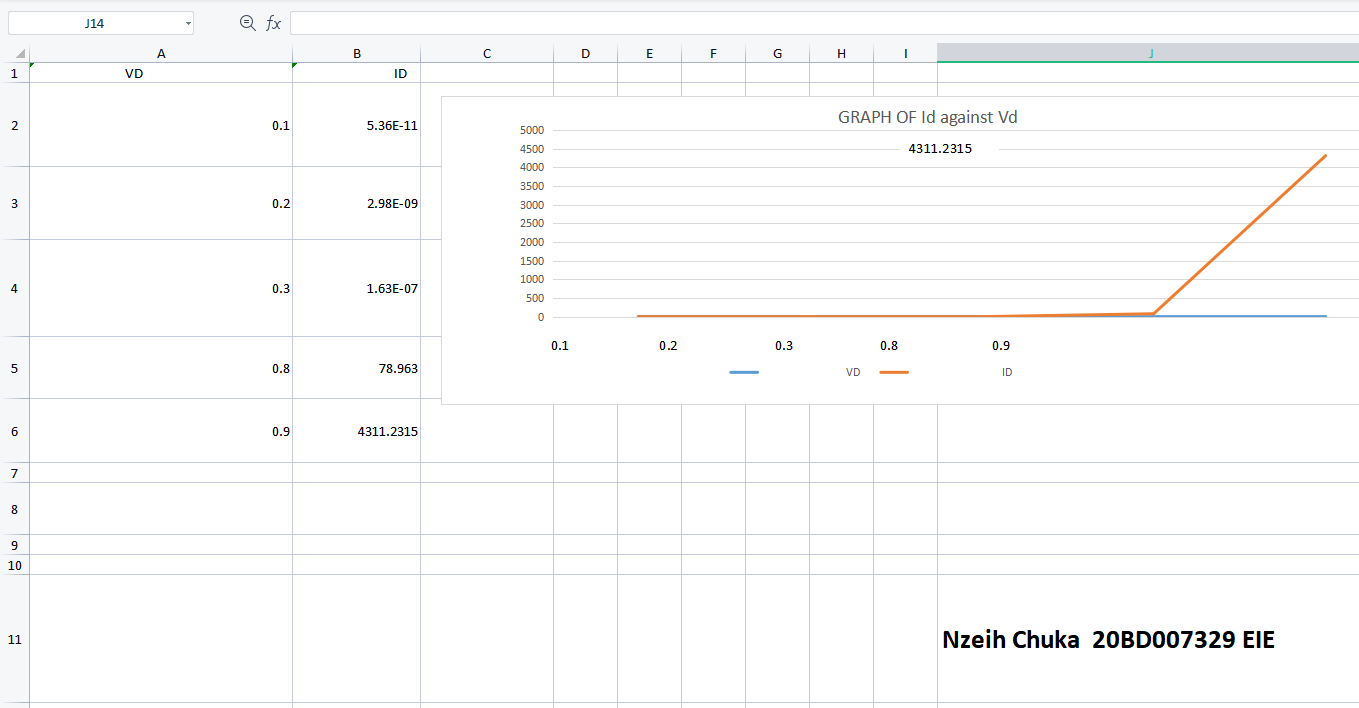 J14
fx
A B C D E F G H I J
1 VD ID
2 0.1 5.36E-11
3 0.2 2.98E-09
4 0.3 1.63E-07
5 0.8 78.963
6 0.9 4311.2315
7
8
9
10
11 Nzeih Chuka 20BD007329 EIE
GRAPH OF Id against Vd
4311.2315
5000
4500
4000
3500
3000
2500
2000
1500
1000
500
0
0.1 0.2 0.3 0.8 0.9
VD ID